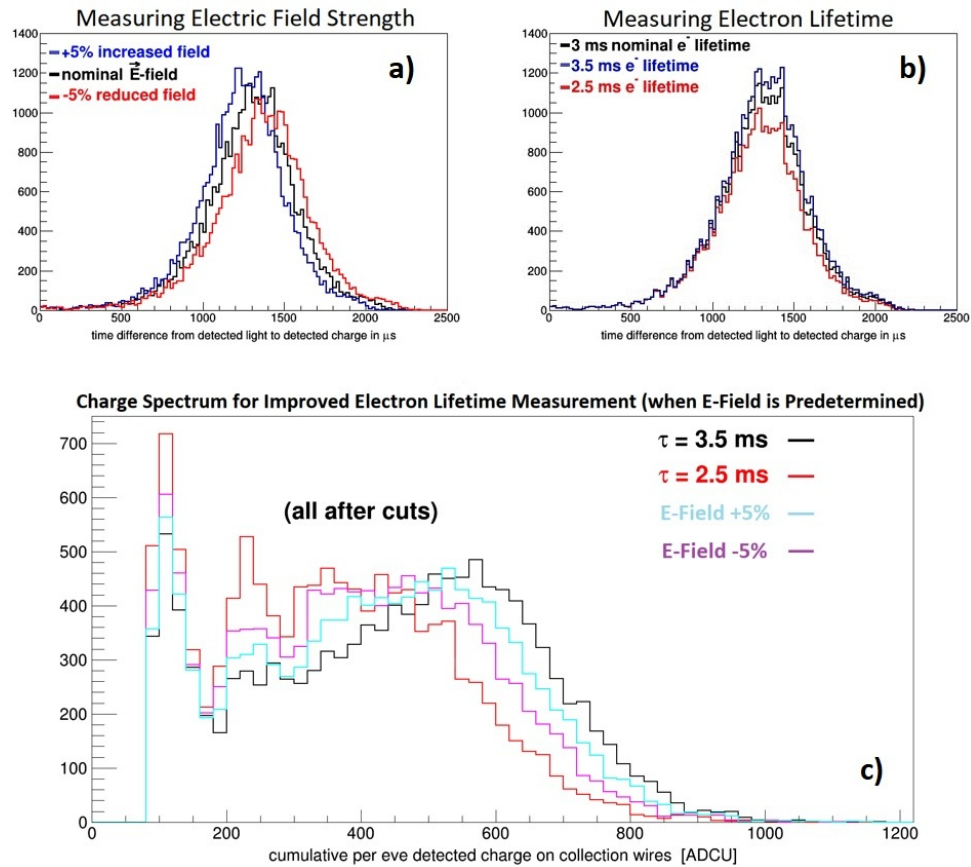 Measuring Electric Field Strength
1400
1200
1000
800
600
400
200
0
+5% increased field
nominal E-field
-5% reduced field
a)
0 500 1000 1500 2000 2500
time difference from detected light to detected charge in μs
Measuring Electron Lifetime
1400
1200
1000
800
600
400
200
0
3 ms nominal e- lifetime
3.5 ms e- lifetime
2.5 ms e- lifetime
b)
0 500 1000 1500 2000 2500
time difference from detected light to detected charge in μs
Charge Spectrum for Improved Electron Lifetime Measurement (when E-Field is Predetermined)
700
600
500
400
300
200
100
0
(all after cuts)
τ = 3.5 ms
τ = 2.5 ms
E-Field +5%
E-Field -5%
c)
0 200 400 600 800 1000 1200
cumulative per eve detected charge on collection wires [ADCU]